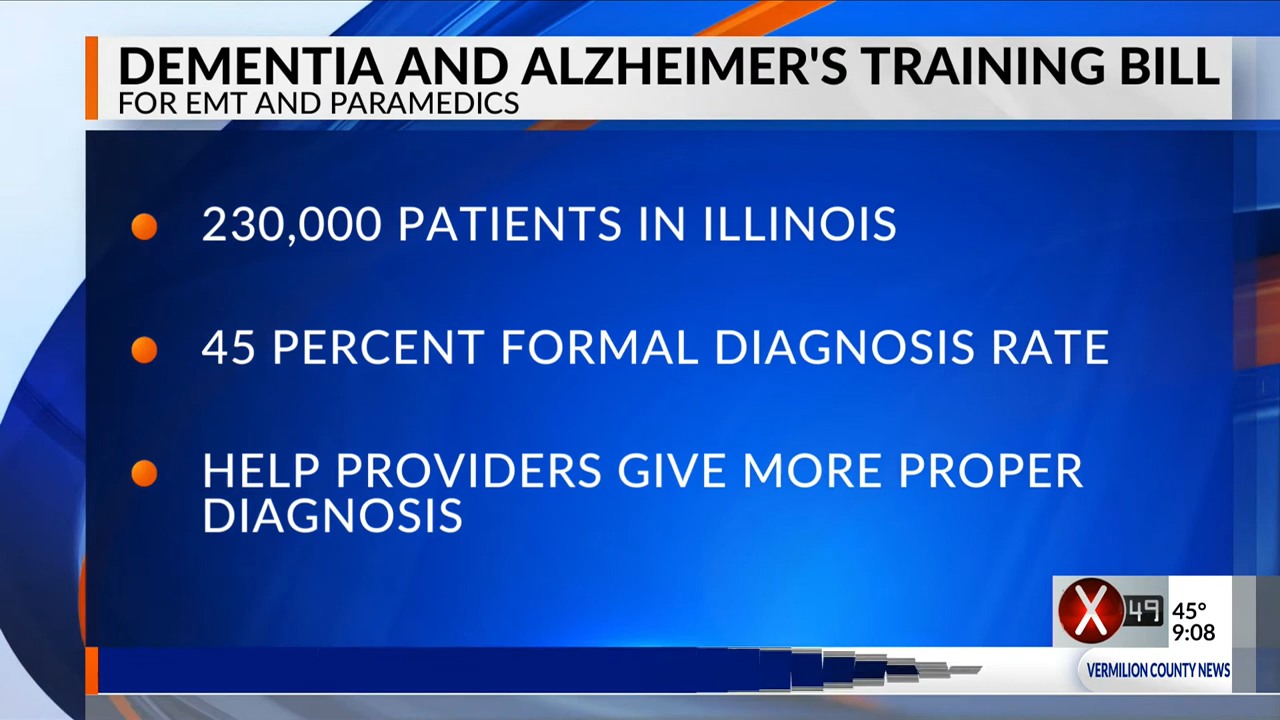 DEMENTIA AND ALZHEIMER'S TRAINING BILL
FOR EMT AND PARAMEDICS
230,000 PATIENTS IN ILLINOIS
45 PERCENT FORMAL DIAGNOSIS RATE
HELP PROVIDERS GIVE MORE PROPER
DIAGNOSIS
X 49 45°
9:08
VERMILION COUNTY NEWS